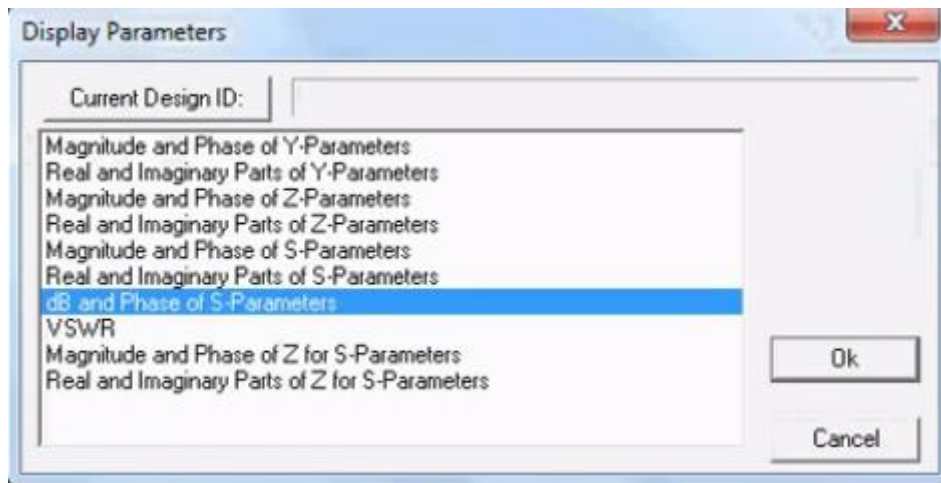 Display Parameters
Current Design ID:
Magnitude and Phase of Y-Parameters
Real and Imaginary Parts of Y-Parameters
Magnitude and Phase of Z-Parameters
Real and Imaginary Parts of Z-Parameters
Magnitude and Phase of S-Parameters
Real and Imaginary Parts of S-Parameters
dB and Phase of S-Parameters
VSWR
Magnitude and Phase of Z for S-Parameters
Real and Imaginary Parts of Z for S-Parameters
Ok
Cancel